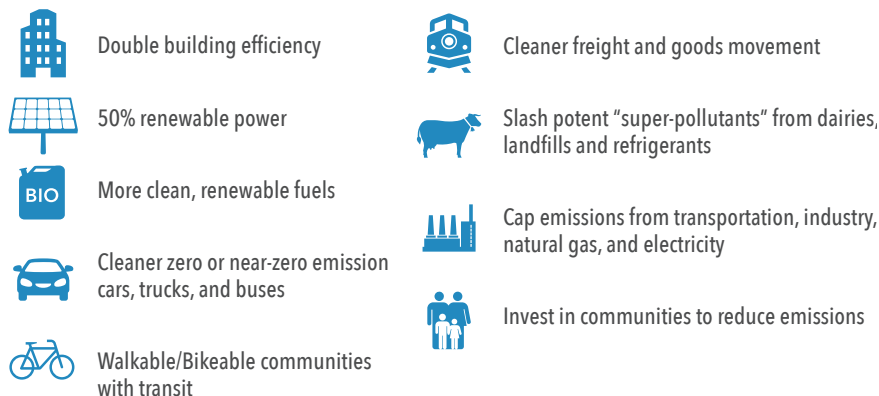 Double building efficiency
50% renewable power
BIO
More clean, renewable fuels
Cleaner zero or near-zero emission
cars, trucks, and buses
Walkable/Bikeable communities
with transit
Cleaner freight and goods movement
Slash potent “super-pollutants” from dairies,
landfills and refrigerants
Cap emissions from transportation, industry,
natural gas, and electricity
Invest in communities to reduce emissions